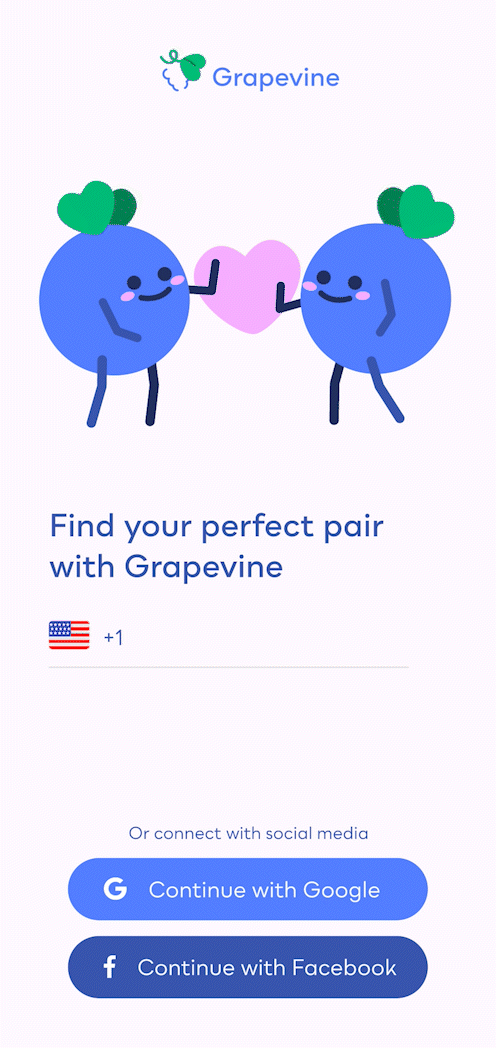 Grapevine
Find your perfect pair
with Grapevine
+1
Or connect with social media
G Continue with Google
f Continue with Facebook